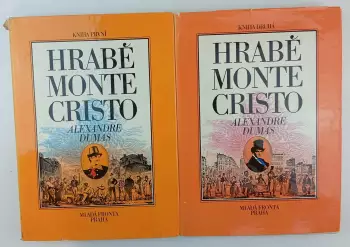 KNIHA PRVNÍ
HRABĚ
MONTE
CRISTO
ALEXANDRE
DUMAS
MLADÁ FRONTA
PRAHA
KNIHA DRUHÁ
HRABĚ
MONTE
CRISTO
ALEXANDRE
DUMAS
MLADÁ FRONTA
PRAHA